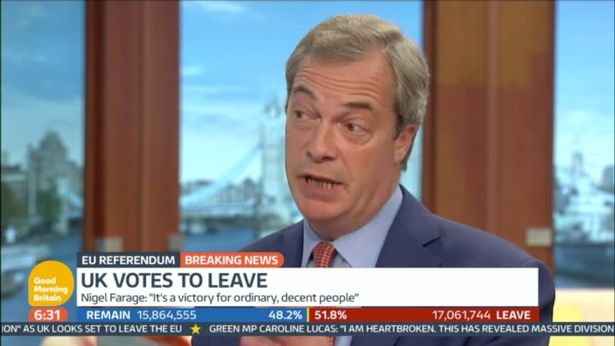 EU REFERENDUM BREAKING NEWS
UK VOTES TO LEAVE
Good
Morning
Britain
Nigel Farage: "It's a victory for ordinary, decent people"
6:31 REMAIN 15,864,555 48.2% 51.8% 17,061,744 LEAVE
ION" AS UK LOOKS SET TO LEAVE THE EU ★ GREEN MP CAROLINE LUCAS: "I AM HEARTBROKEN. THIS HAS REVEALED MASSIVE DIVISION